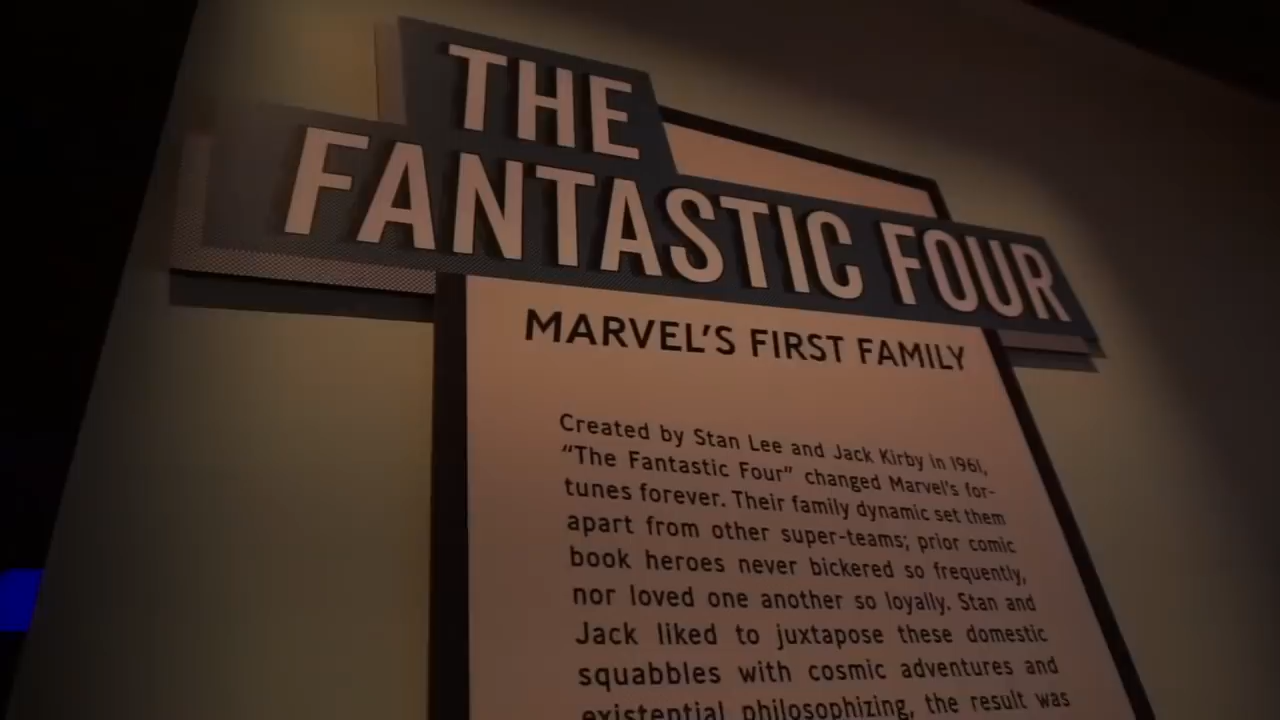 THE
FANTASTIC FOUR
MARVEL'S FIRST FAMILY
Created by Stan Lee and Jack Kirby in 1961,
“The Fantastic Four” changed Marvel's for-
tunes forever. Their family dynamic set them
apart from other super-teams; prior comic
book heroes never bickered so frequently,
nor loved one another so loyally. Stan and
Jack liked to juxtapose these domestic
squabbles with cosmic adventures and
existential philosophizing, the result was